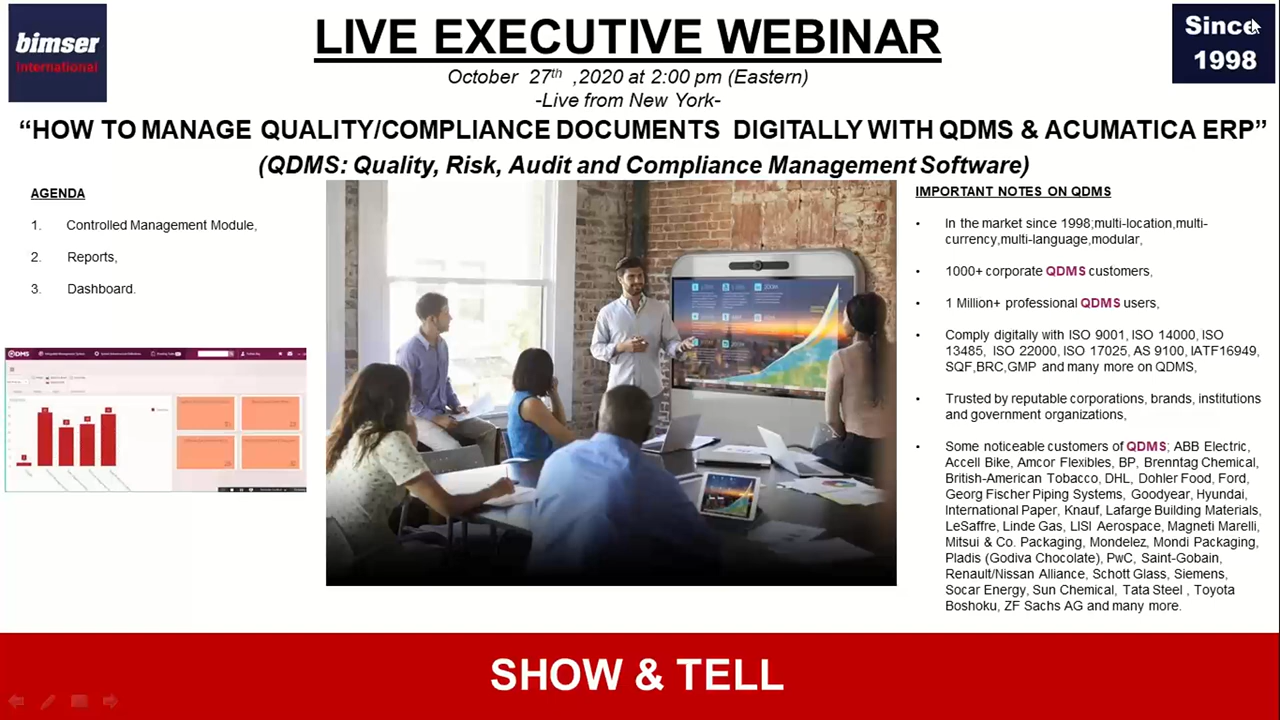 bimser
international
LIVE EXECUTIVE WEBINAR
October 27th ,2020 at 2:00 pm (Eastern)
-Live from New York-
Since
1998
“HOW TO MANAGE QUALITY/COMPLIANCE DOCUMENTS DIGITALLY WITH QDMS & ACUMATICA ERP”
(QDMS: Quality, Risk, Audit and Compliance Management Software)
AGENDA
1. Controlled Management Module,
2. Reports,
3. Dashboard.
QDMS
IMPORTANT NOTES ON QDMS
• In the market since 1998;multi-location,multi-
currency,multi-language,modular,
• 1000+ corporate QDMS customers,
• 1 Million+ professional QDMS users,
• Comply digitally with ISO 9001, ISO 14000, ISO
13485, ISO 22000, ISO 17025, AS 9100, IATF16949,
SQF,BRC,GMP and many more on QDMS,
• Trusted by reputable corporations, brands, institutions
and government organizations,
• Some noticeable customers of QDMS; ABB Electric,
Accell Bike, Amcor Flexibles, BP, Brenntag Chemical,
British-American Tobacco, DHL, Dohler Food, Ford,
Georg Fischer Piping Systems, Goodyear, Hyundai,
International Paper, Knauf, Lafarge Building Materials,
LeSaffre, Linde Gas, LISI Aerospace, Magneti Marelli,
Mitsui & Co. Packaging, Mondelez, Mondi Packaging,
Pladis (Godiva Chocolate), PwC, Saint-Gobain,
Renault/Nissan Alliance, Schott Glass, Siemens,
Socar Energy, Sun Chemical, Tata Steel , Toyota
Boshoku, ZF Sachs AG and many more.
SHOW & TELL